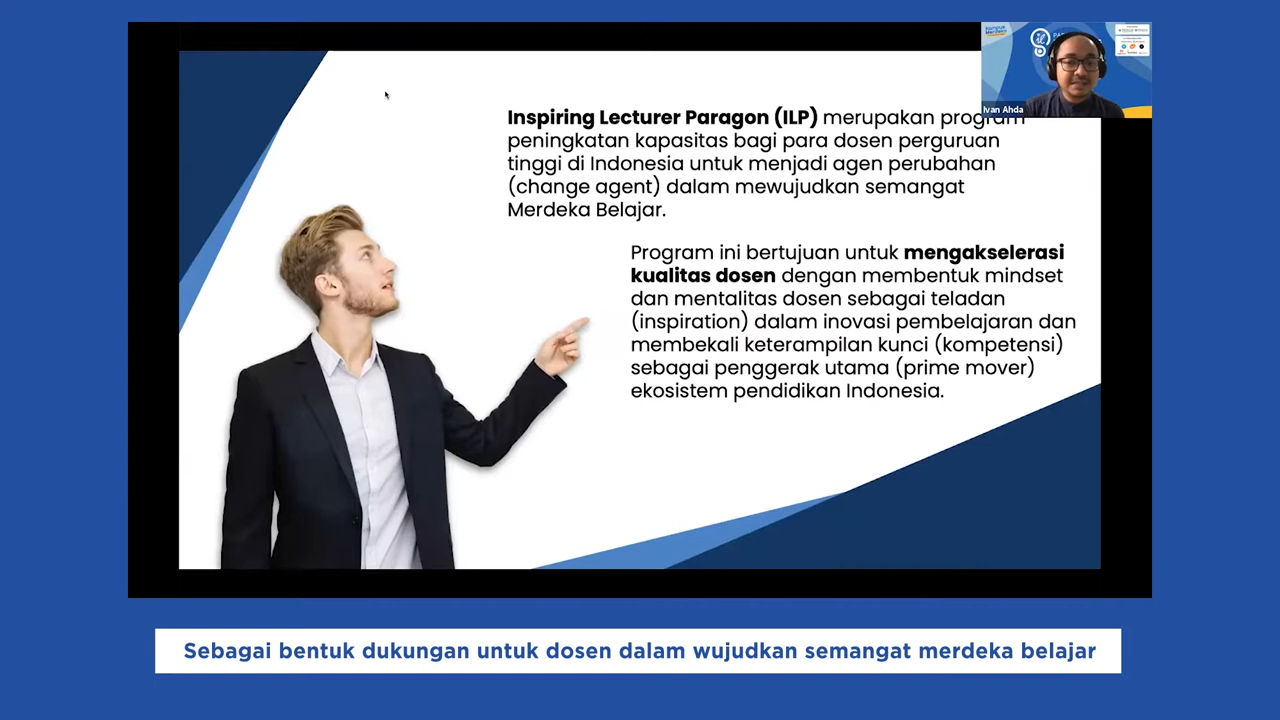 Kampus
Merdeka
Ivan Ahda
Inspiring Lecturer Paragon (ILP) merupakan program
peningkatan kapasitas bagi para dosen perguruan
tinggi di Indonesia untuk menjadi agen perubahan
(change agent) dalam mewujudkan semangat
Merdeka Belajar.
Program ini bertujuan untuk mengakselerasi
kualitas dosen dengan membentuk mindset
dan mentalitas dosen sebagai teladan
(inspiration) dalam inovasi pembelajaran dan
membekali keterampilan kunci (kompetensi)
sebagai penggerak utama (prime mover)
ekosistem pendidikan Indonesia.
Sebagai bentuk dukungan untuk dosen dalam wujudkan semangat merdeka belajar